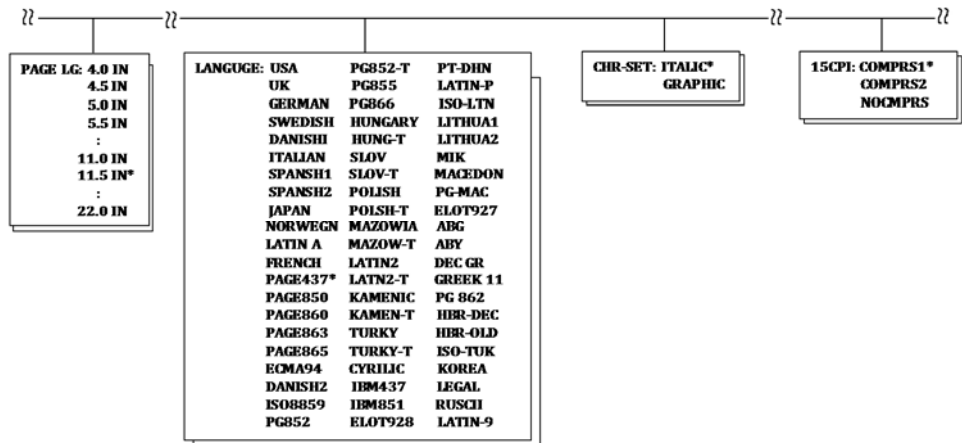 PAGE LG: 4.0 IN
4.5 IN
5.0 IN
5.5 IN
:
11.0 IN
11.5 IN*
:
22.0 IN
LANGUGE: USA PG852-T PT-DHN
UK PG855 LATIN-P
GERMAN PG866 ISO-LTN
SWEDISH HUNGARY LITHUA1
DANISHI HUNG-T LITHUA2
ITALIAN SLOV MIK
SPANSH1 SLOV-T MACEDON
SPANSH2 POLISH PG-MAC
JAPAN POLSH-T ELOT927
NORWEGN MAZOWIA ABG
LATIN A MAZOW-T ABY
FRENCH LATIN2 DEC GR
PAGE437* LATN2-T GREEK 11
PAGE850 KAMENIC PG 862
PAGE860 KAMEN-T HBR-DEC
PAGE863 TURKY HBR-OLD
PAGE865 TURKY-T ISO-TUK
ECMA94 CYRILIC KOREA
DANISH2 IBM437 LEGAL
ISO8859 IBM851 RUSCII
PG852 ELOT928 LATIN-9
CHR-SET: ITALIC*
GRAPHIC
15CPI: COMPRS1*
COMPRS2
NOCMPRS